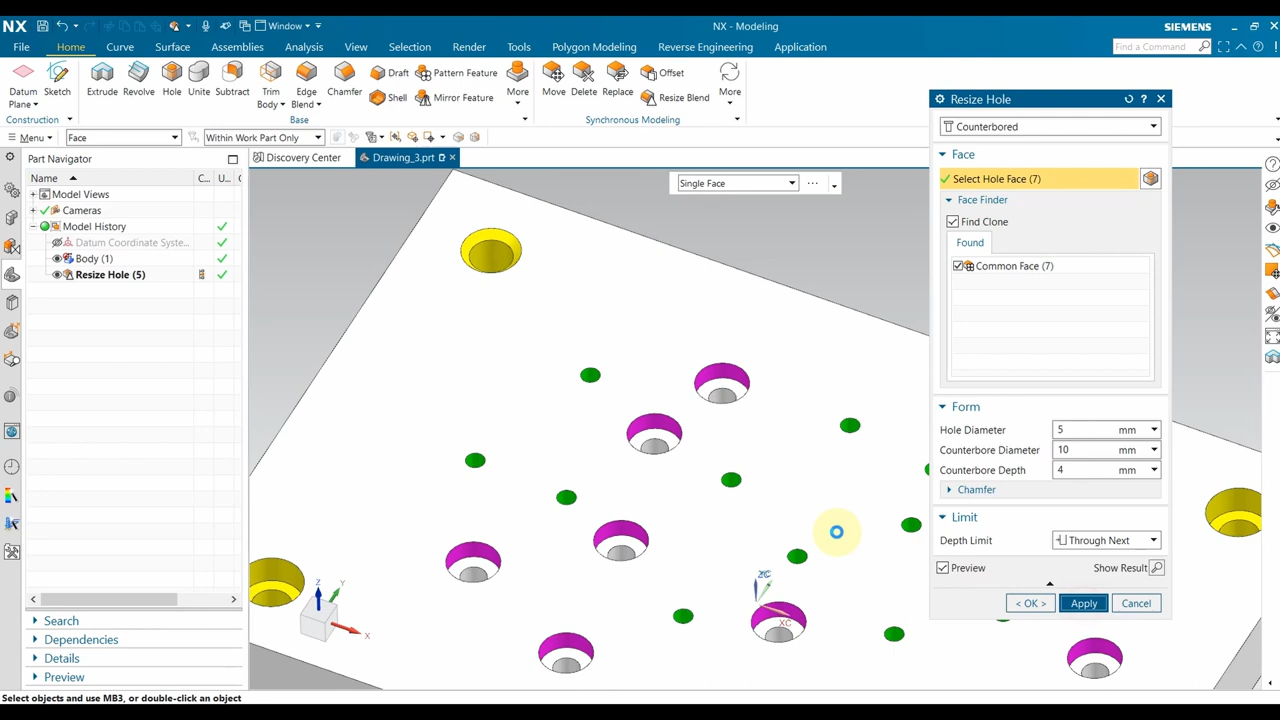 NX
Window
NX - Modeling
SIEMENS
File
Home
Curve
Surface
Assemblies
Analysis
View
Selection
Render
Tools
Polygon Modeling
Reverse Engineering
Application
Find a Command
Datum
Plane
Sketch
Extrude
Revolve
Hole
Unite
Subtract
Trim
Body
Edge
Blend
Chamfer
Draft
Shell
Pattern Feature
Mirror Feature
More
Move
Delete
Replace
Offset
Resize Blend
More
Construction
Base
Synchronous Modeling
Menu
Face
Within Work Part Only
Part Navigator
Discovery Center
Drawing_3.prt
Name
C...
U...
Model Views
Cameras
Model History
Datum Coordinate Syste...
Body (1)
Resize Hole (5)
Search
Dependencies
Details
Preview
Single Face
Z
Y
X
XC
Resize Hole
Counterbored
Face
Select Hole Face (7)
Face Finder
Find Clone
Found
Common Face (7)
Form
Hole Diameter 5 mm
Counterbore Diameter 10 mm
Counterbore Depth 4 mm
Chamfer
Limit
Depth Limit Through Next
Preview Show Result
< OK > Apply Cancel
Select objects and use MB3, or double-click an object